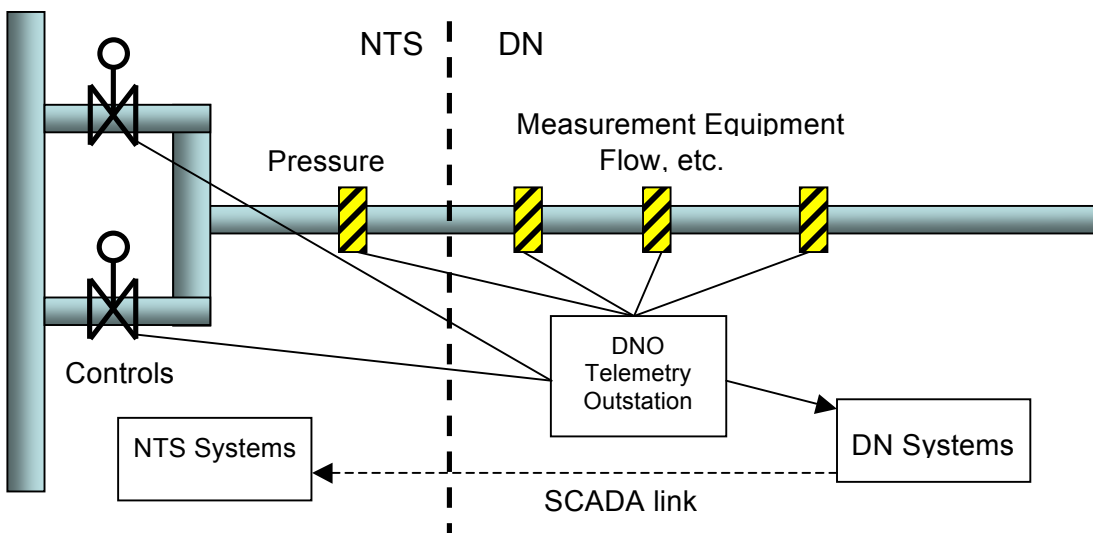 NTS
DN
Measurement Equipment
Flow, etc.
Pressure
Controls
DNO
Telemetry
Outstation
NTS Systems
DN Systems
SCADA link